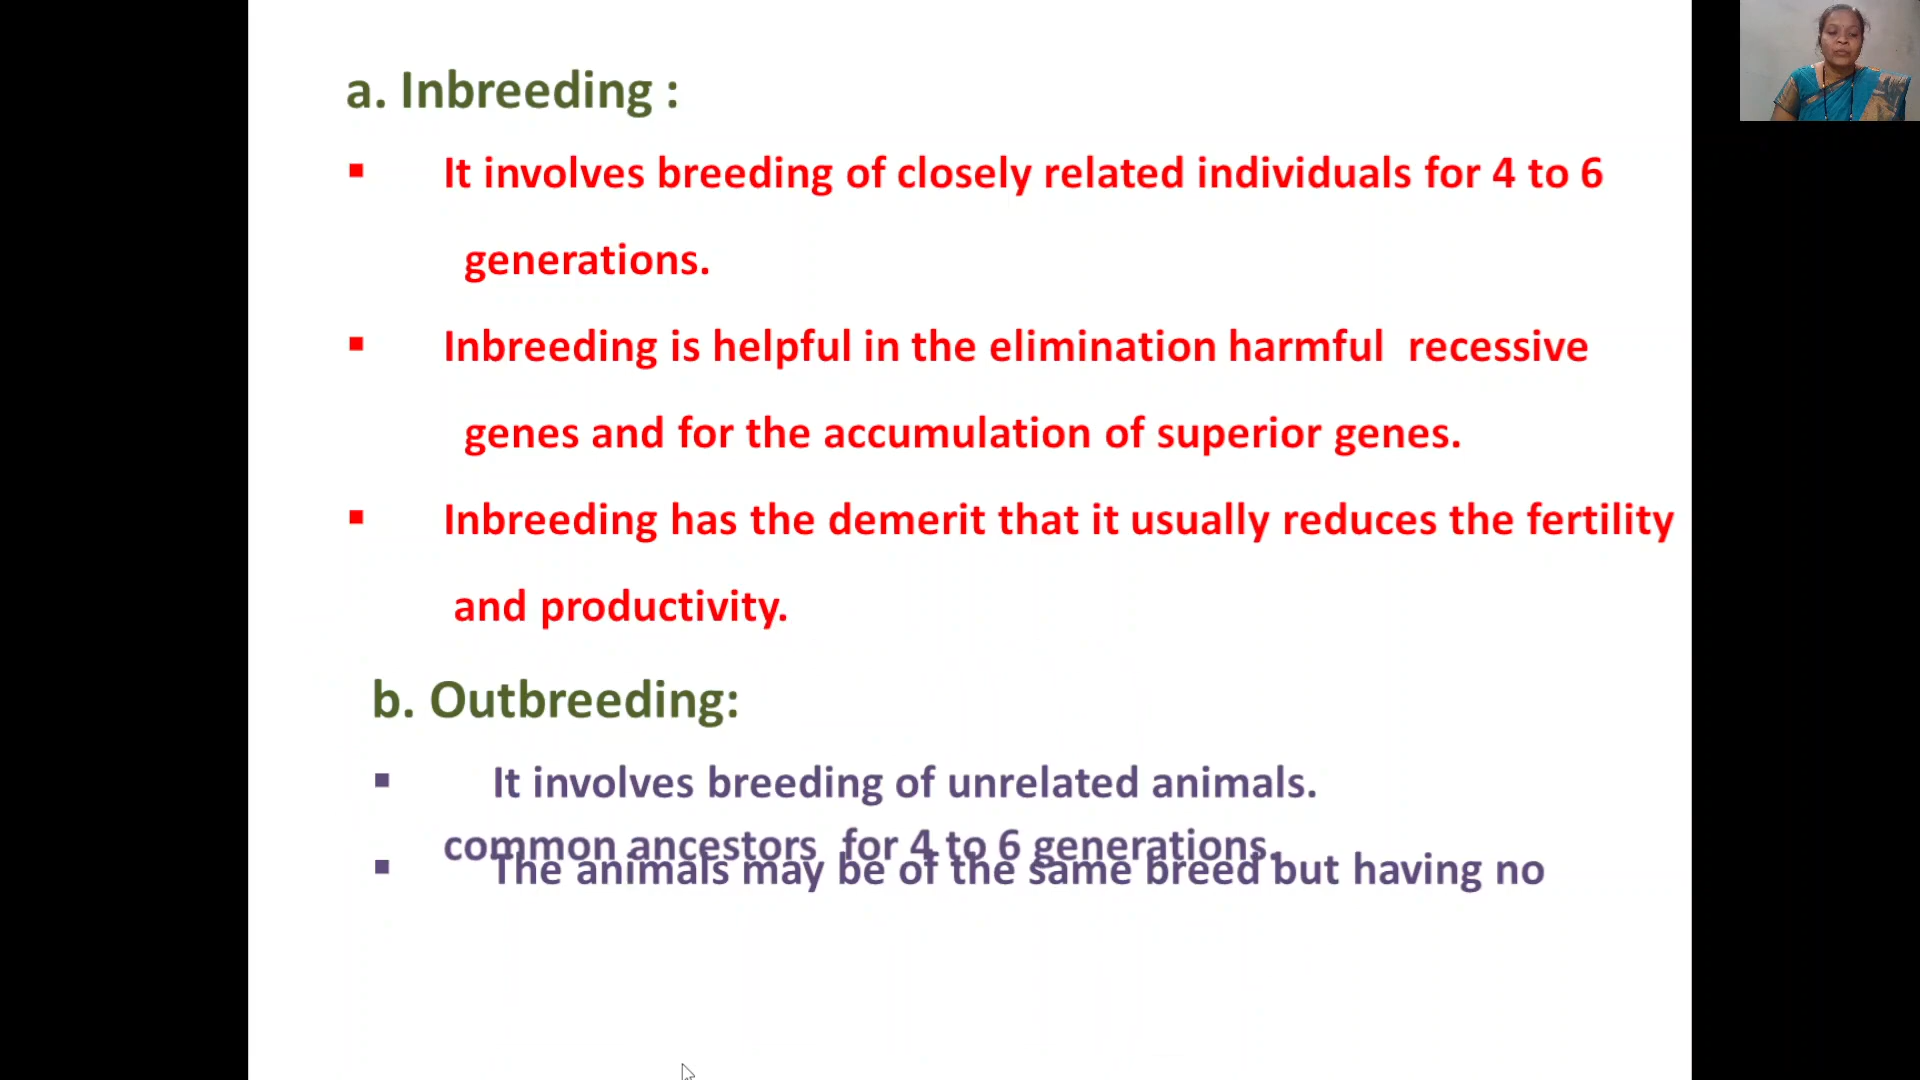 a. Inbreeding :
▪ It involves breeding of closely related individuals for 4 to 6
generations.
▪ Inbreeding is helpful in the elimination harmful recessive
genes and for the accumulation of superior genes.
▪ Inbreeding has the demerit that it usually reduces the fertility
and productivity.
b. Outbreeding:
▪ It involves breeding of unrelated animals.
▪ The animals may be of the same breed but having no
common ancestors for 4 to 6 generations.